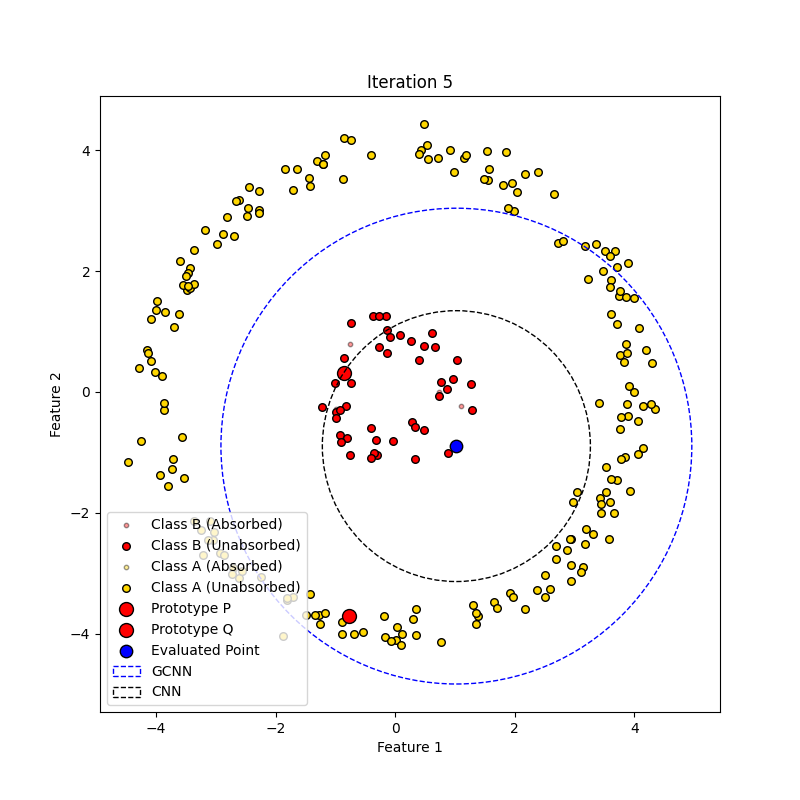 Iteration 5
4
2
0
−2
−4
Feature 2
Class B (Absorbed)
Class B (Unabsorbed)
Class A (Absorbed)
Class A (Unabsorbed)
Prototype P
Prototype Q
Evaluated Point
GCNN
CNN
−4 −2 0 2 4
Feature 1